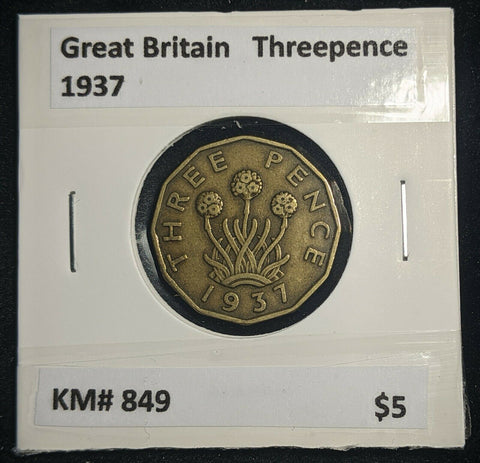 Great Britain Threepence
1937
THREE PENCE
1937
KM# 849
$5